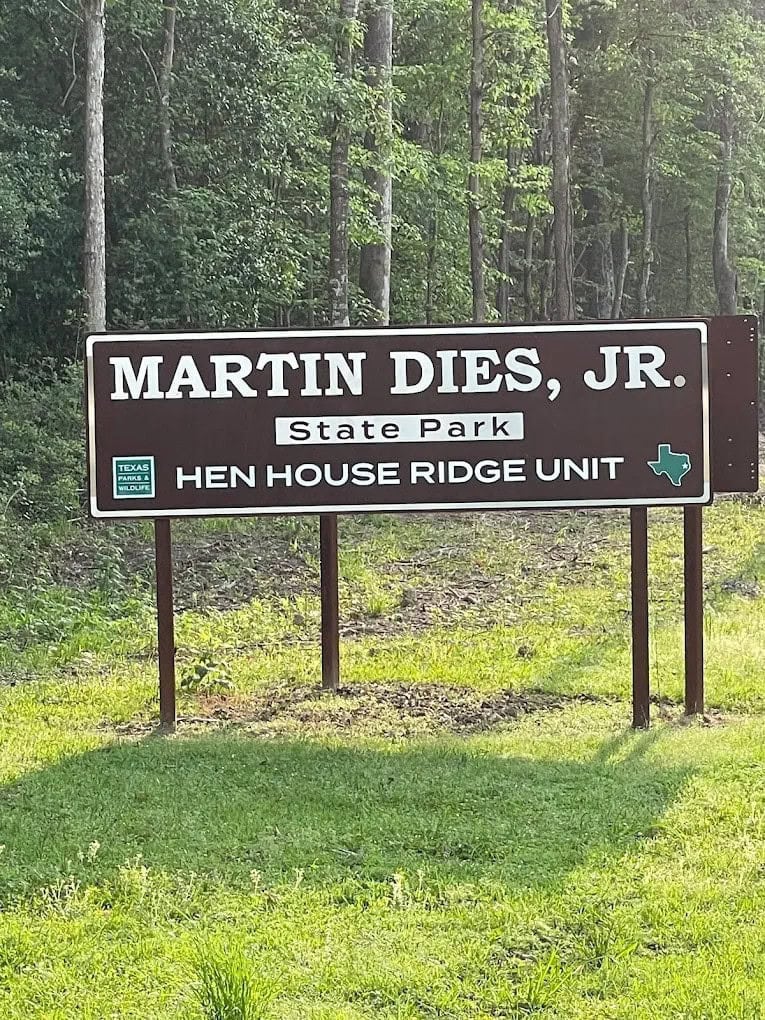 MARTIN DIES, JR.
State Park
TEXAS
PARKS &
WILDLIFE
HEN HOUSE RIDGE UNIT